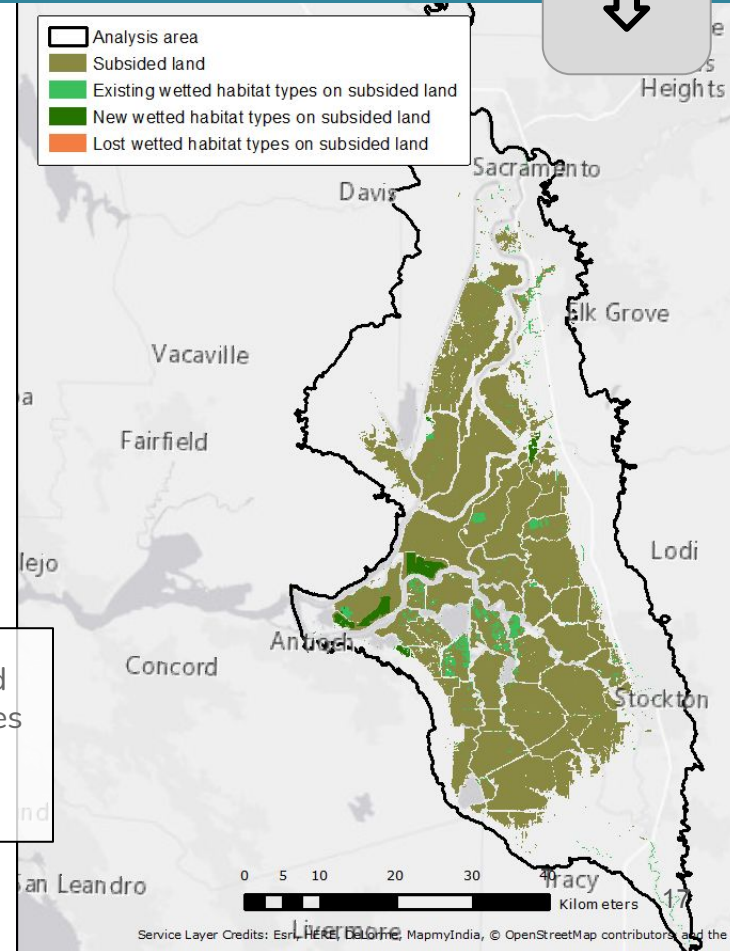 Analysis area
Subsided land
Existing wetted habitat types on subsided land
New wetted habitat types on subsided land
Lost wetted habitat types on subsided land
Heights
Sacramento
Davis
Elk Grove
Vacaville
Fairfield
Lodi
Antioch
Concord
Stockton
0 5 10 20 30 40
Kilometers
Tracy
San Leandro
17
Livermore
Service Layer Credits: Esri, HERE, DeLorme, MapmyIndia, © OpenStreetMap contributors, and the